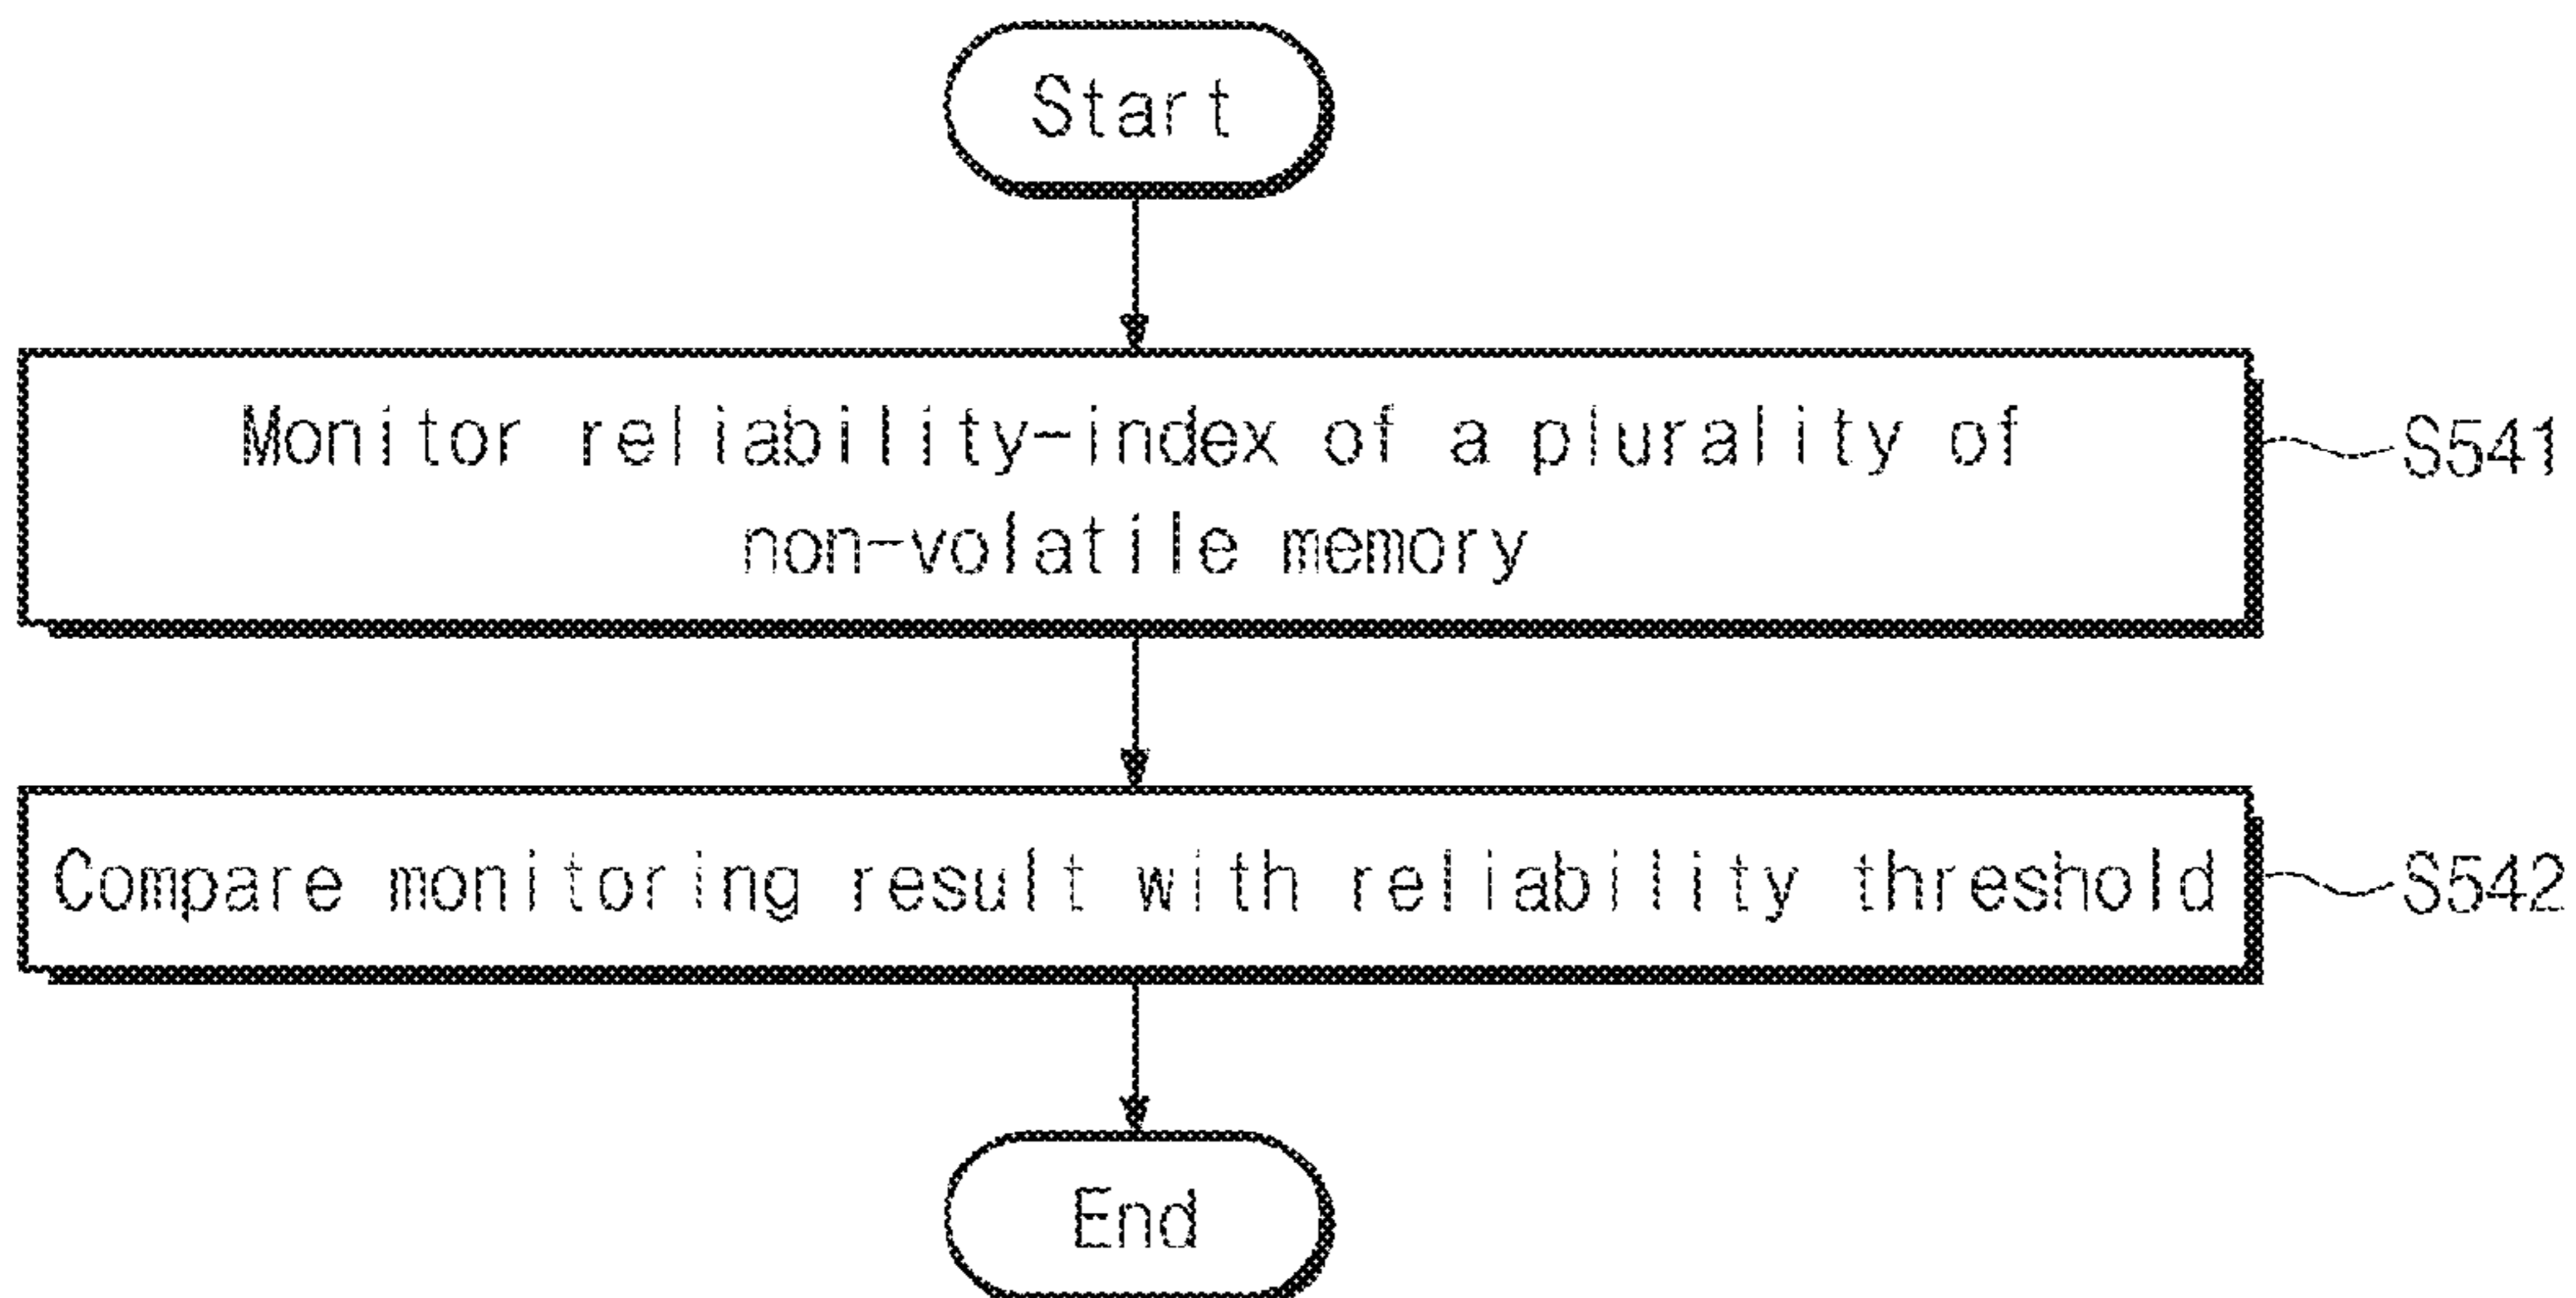 Start
Monitor reliability-index of a plurality of
non-volatile memory
S541
Compare monitoring result with reliability threshold
S542
End